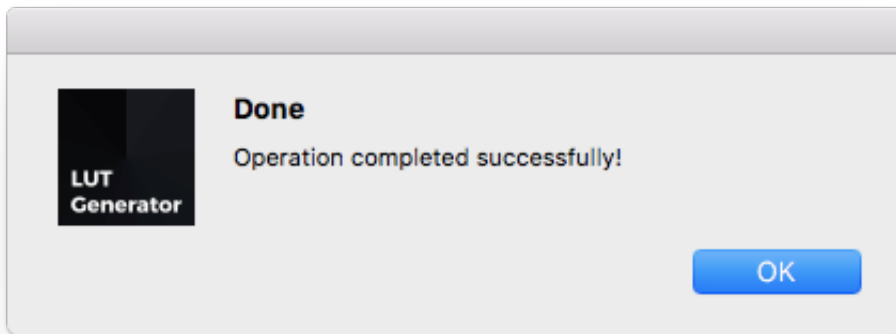 Done
Operation completed successfully!
LUT
Generator
OK